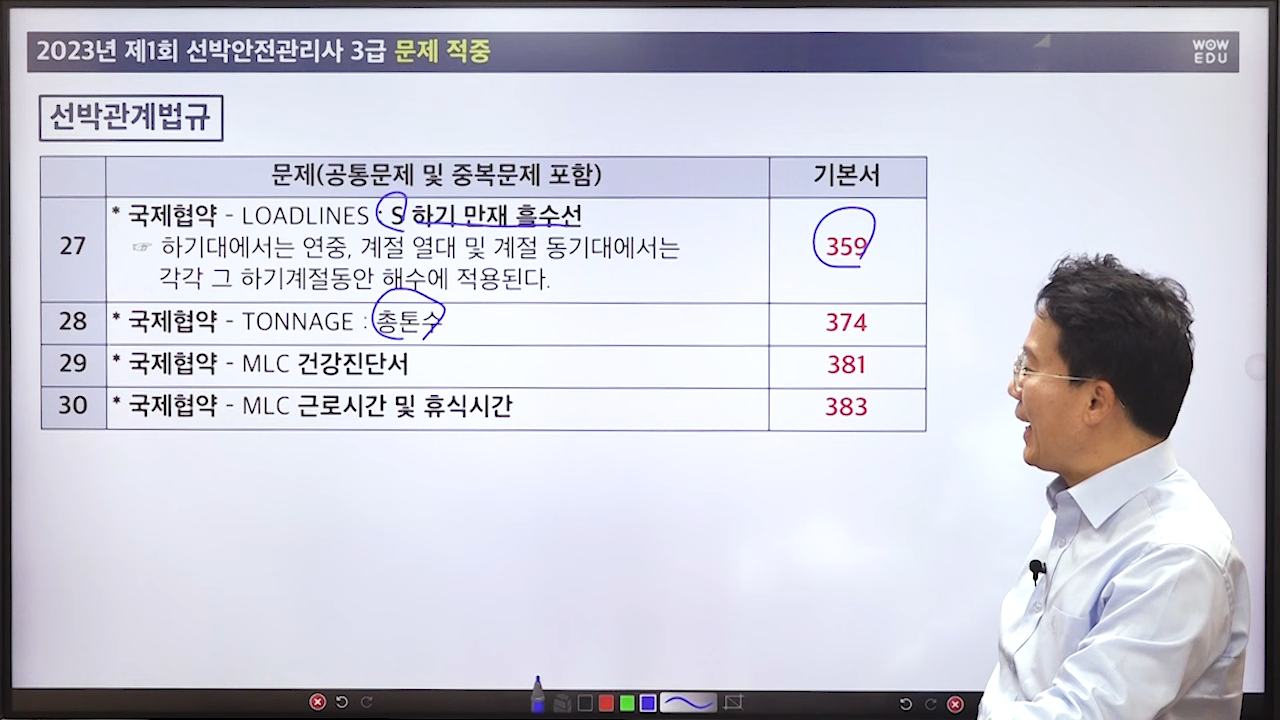 2023년 제1회 선박안전관리사 3급 문제 적중
WOW
EDU
선박관계법규
문제(공통문제 및 중복문제 포함) 기본서
27 * 국제협약 - LOADLINES : S 하기 만재 흘수선 359
☞ 하기대에서는 연중, 계절 열대 및 계절 동기대에서는
각각 그 하기계절동안 해수에 적용된다.
28 * 국제협약 - TONNAGE : 총톤수 374
29 * 국제협약 - MLC 건강진단서 381
30 * 국제협약 - MLC 근로시간 및 휴식시간 383